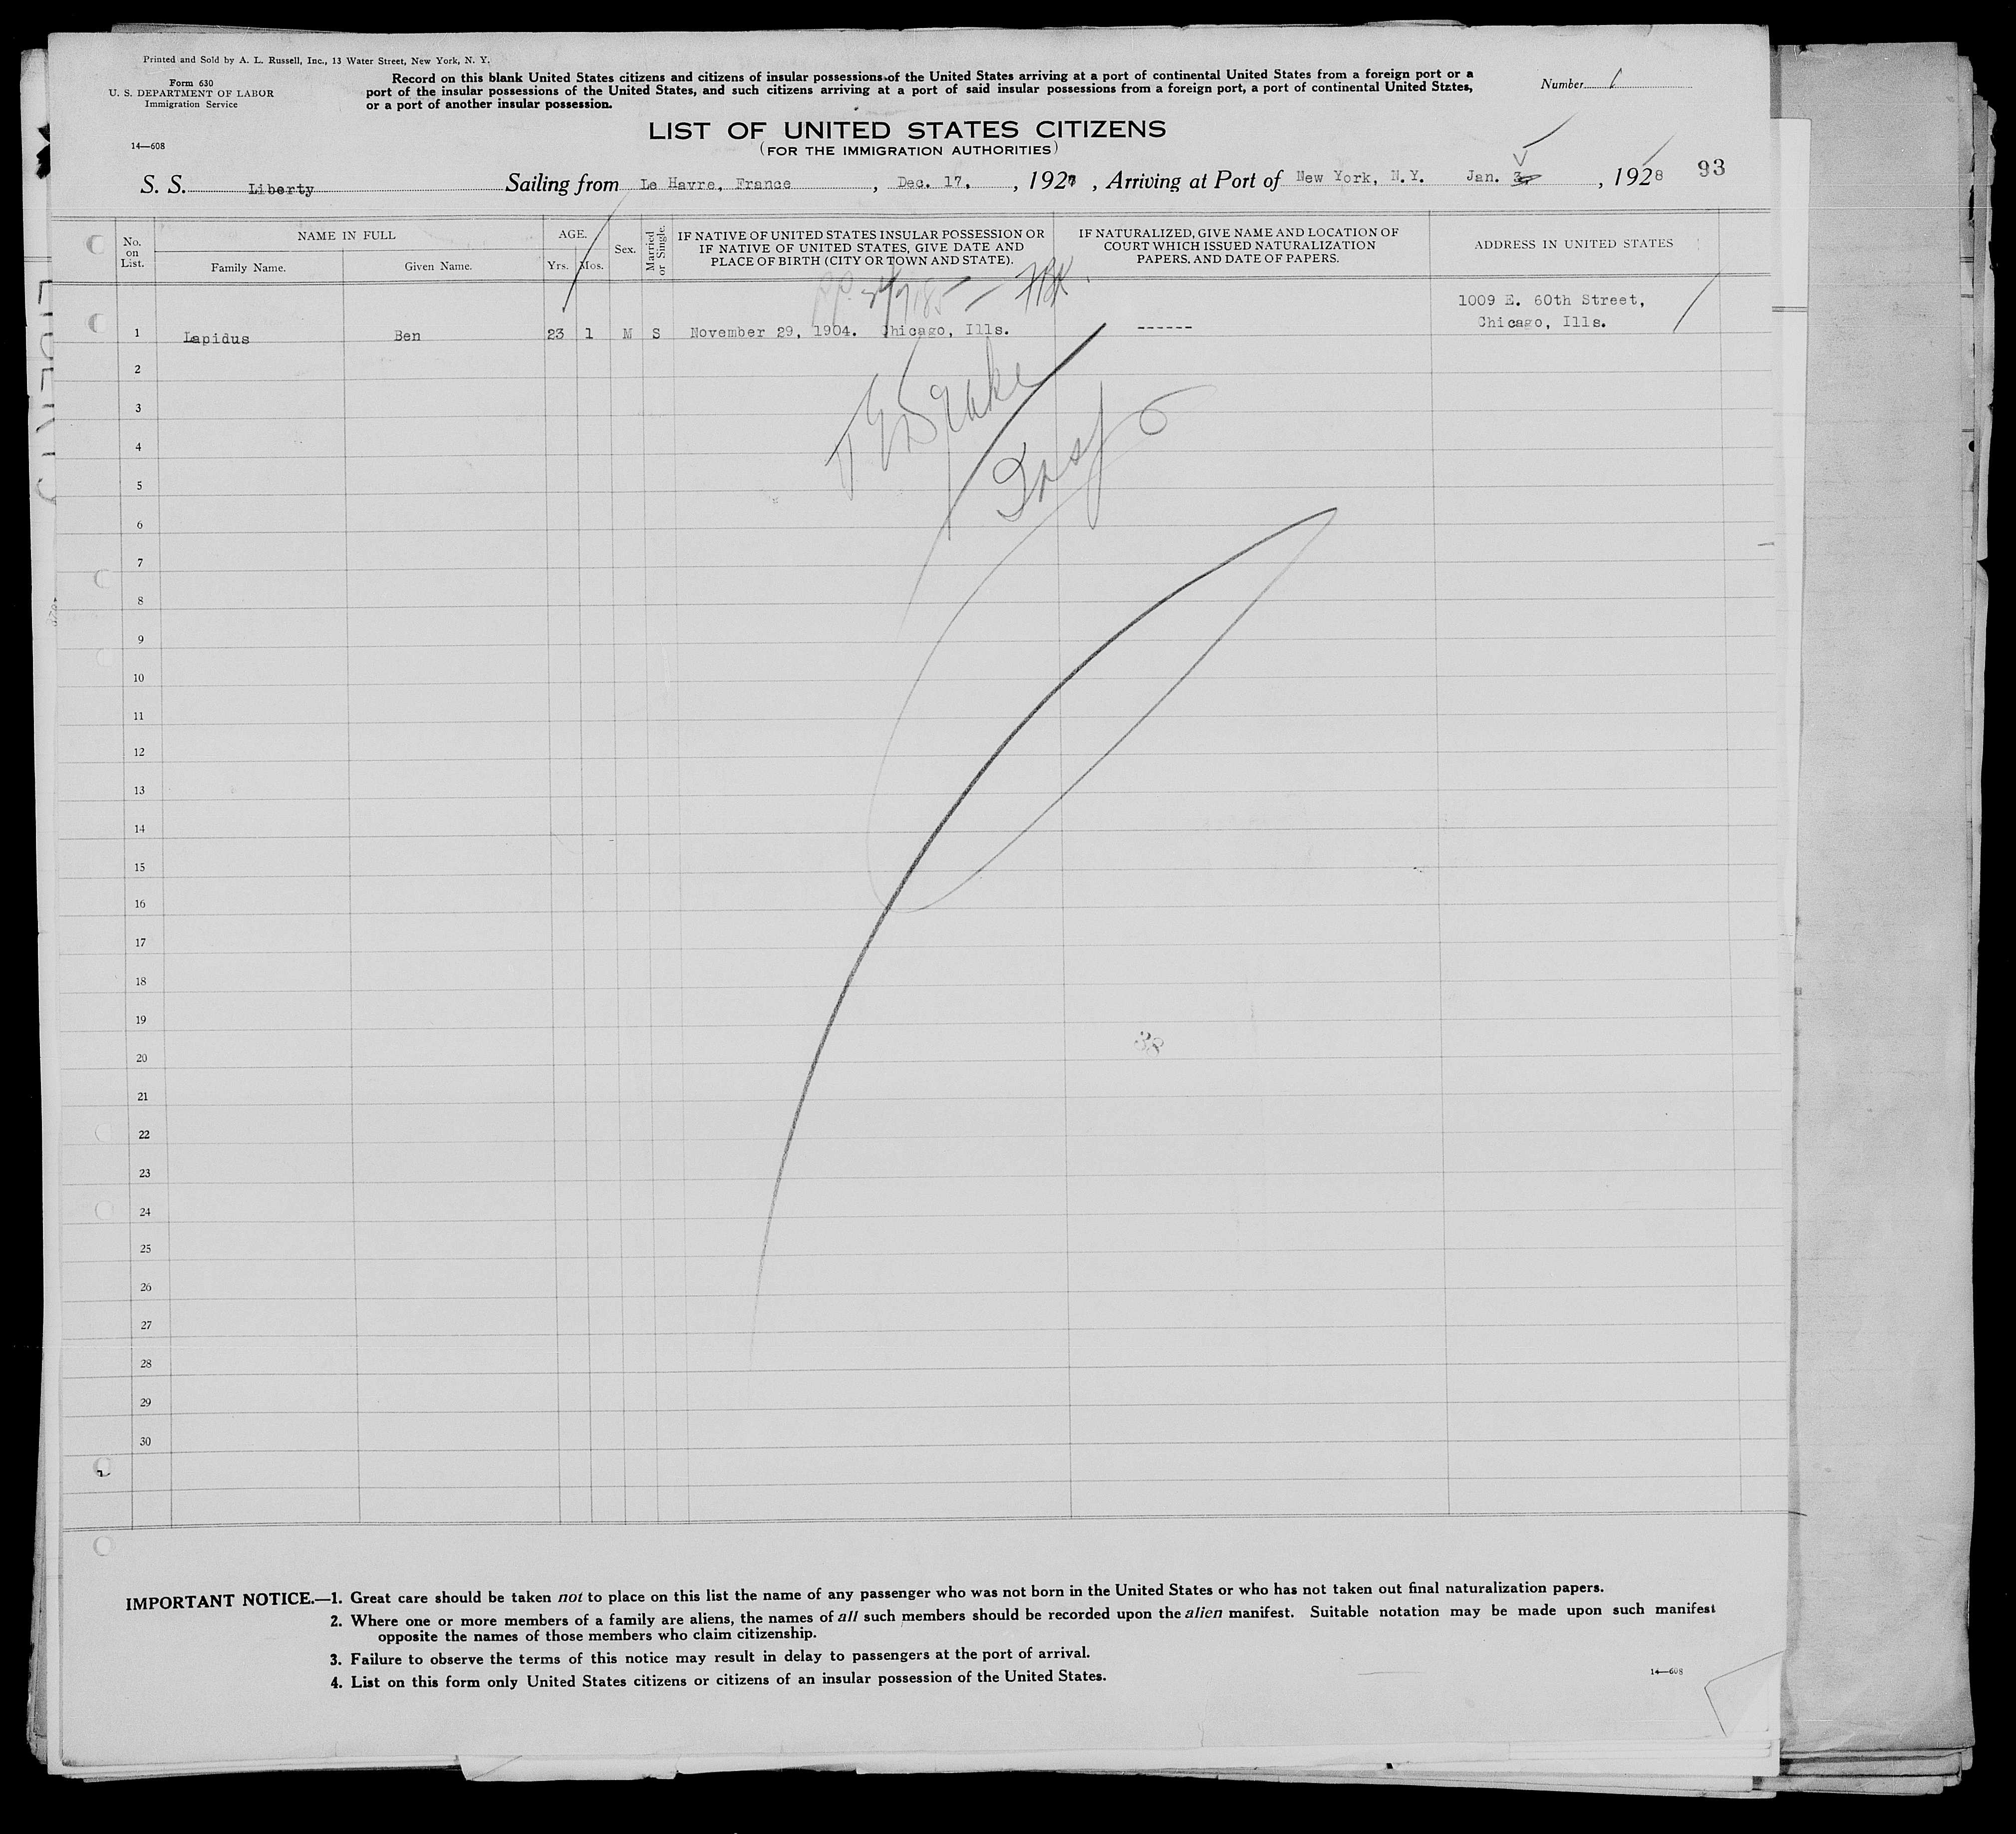 Printed and Sold by A. L. Russell, Inc., 13 Water Street, New York, N. Y.
Form 630
U. S. DEPARTMENT OF LABOR
Immigration Service
14—608
Record on this blank United States citizens and citizens of insular possessions of the United States arriving at a port of continental United States from a foreign port or a
port of the insular possessions of the United States, and such citizens arriving at a port of said insular possessions from a foreign port, a port of continental United States,
or a port of another insular possession.
Number
LIST OF UNITED STATES CITIZENS
(FOR THE IMMIGRATION AUTHORITIES)
S. S. Liberty Sailing from Le Havre, France, Dec. 17, , 1927 , Arriving at Port of New York, N.Y. Jan. , 1928 93
No. on List. NAME IN FULL AGE. Sex. Married or Single. IF NATIVE OF UNITED STATES INSULAR POSSESSION OR IF NATIVE OF UNITED STATES, GIVE DATE AND PLACE OF BIRTH (CITY OR TOWN AND STATE). IF NATURALIZED, GIVE NAME AND LOCATION OF COURT WHICH ISSUED NATURALIZATION PAPERS, AND DATE OF PAPERS. ADDRESS IN UNITED STATES
Family Name. Given Name. Yrs. Mos.
1009 E. 60th Street,
Chicago, Ills.
1 Lapidus Ben 23 1 M S November 29, 1904. Chicago, Ills. ------
2
3
4
5
6
7
8
9
10
11
12
13
14
15
16
17
18
19
20
21
22
23
24
25
26
27
28
29
30
IMPORTANT NOTICE.—1. Great care should be taken not to place on this list the name of any passenger who was not born in the United States or who has not taken out final naturalization papers.
2. Where one or more members of a family are aliens, the names of all such members should be recorded upon the alien manifest. Suitable notation may be made upon such manifest
opposite the names of those members who claim citizenship.
3. Failure to observe the terms of this notice may result in delay to passengers at the port of arrival.
4. List on this form only United States citizens or citizens of an insular possession of the United States.
14—608